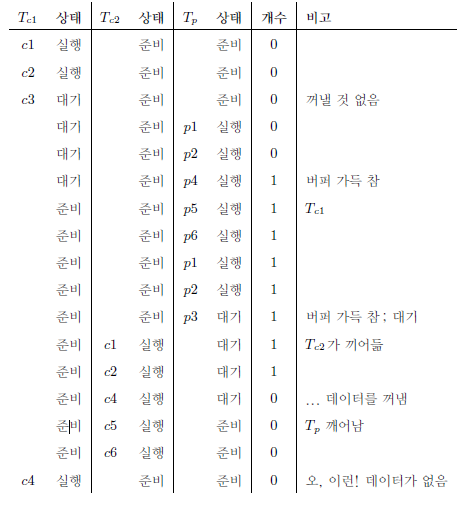 T_c1 상태 T_c2 상태 T_p 상태 개수 비고
c1 실행 준비 준비 0
c2 실행 준비 준비 0
c3 대기 준비 준비 0 꺼낼 것 없음
대기 준비 p1 실행 0
대기 준비 p2 실행 0
대기 준비 p4 실행 1 버퍼 가득 참
준비 준비 p5 실행 1 T_c1
준비 준비 p6 실행 1
준비 준비 p1 실행 1
준비 준비 p2 실행 1
준비 준비 p3 대기 1 버퍼 가득 참; 대기
준비 c1 실행 대기 1 T_c2가 끼어듦
준비 c2 실행 대기 1
준비 c4 실행 대기 0 ... 데이터를 꺼냄
준비 c5 실행 준비 0 T_p 깨어남
준비 c6 실행 준비 0
c4 실행 준비 준비 0 오, 이런! 데이터가 없음